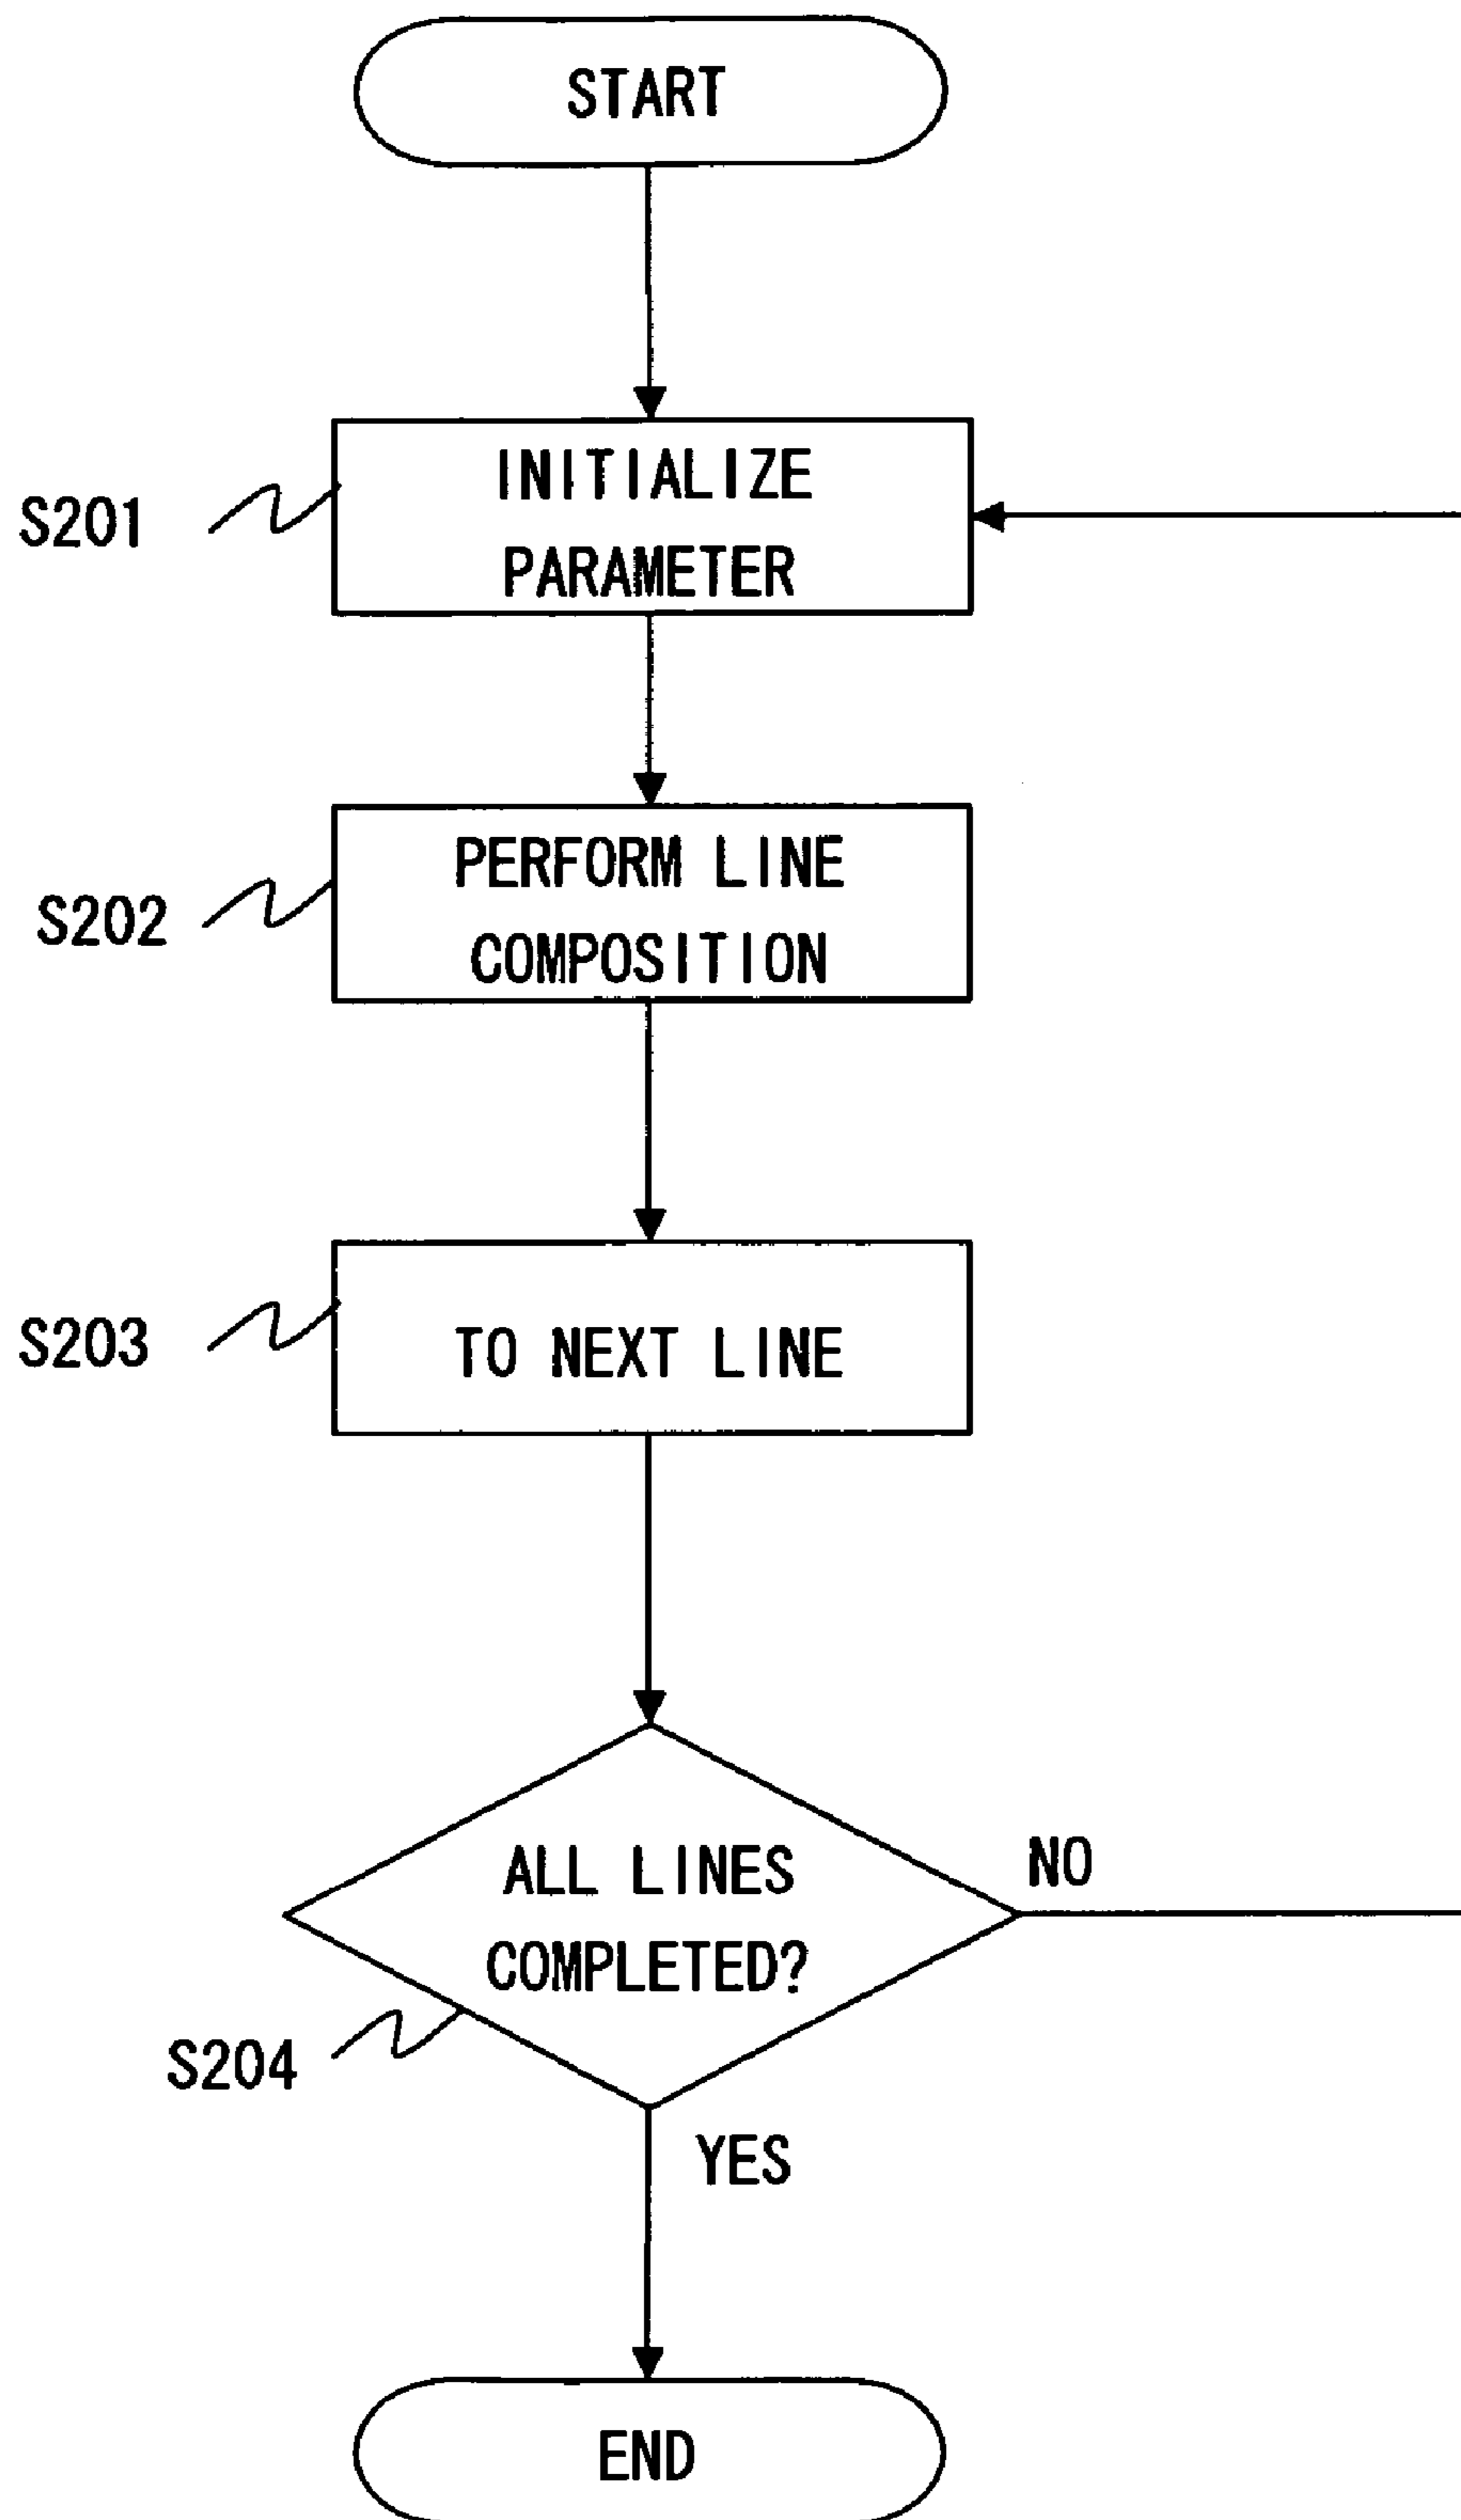 START
S201
INITIALIZE
PARAMETER
S202
PERFORM LINE
COMPOSITION
S203
TO NEXT LINE
ALL LINES
COMPLETED?
NO
S204
YES
END